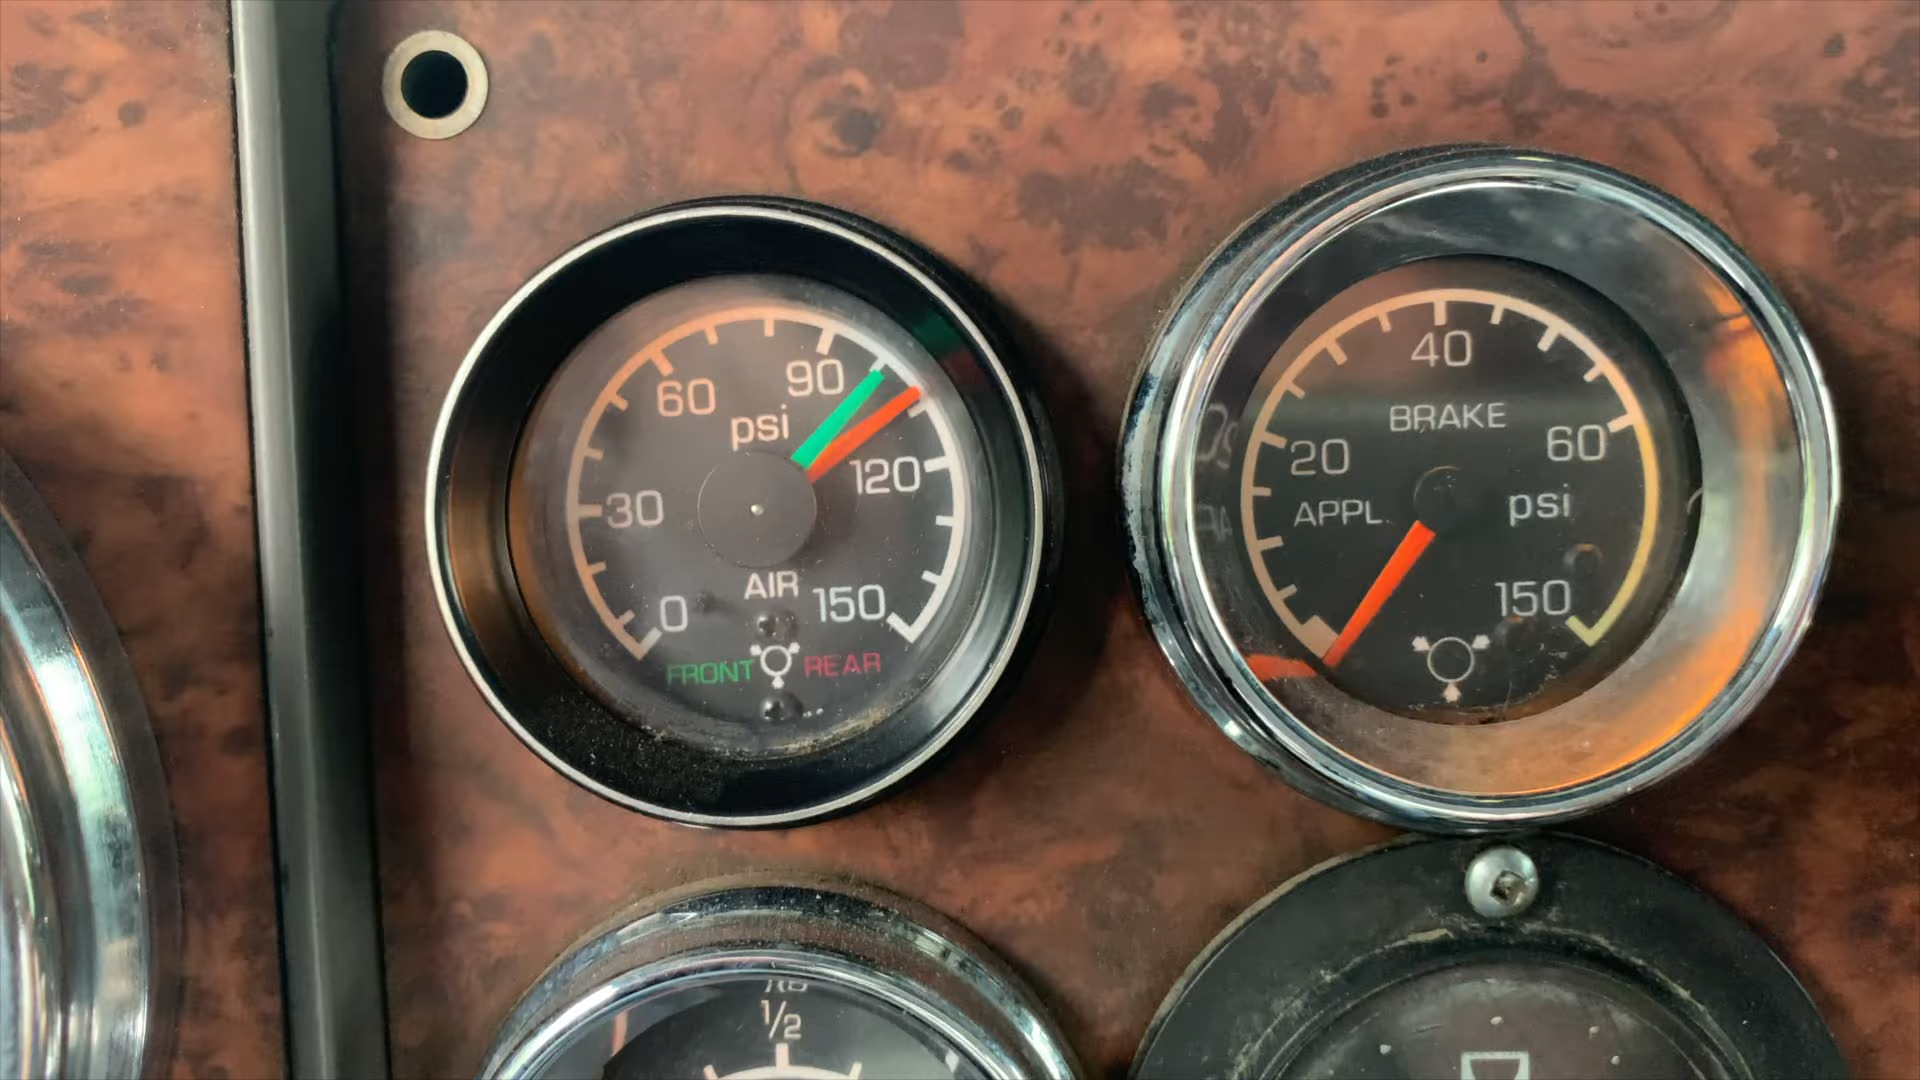 90
60
psi
120
30
AIR
0
150
FRONT REAR
40
BRAKE
20
60
APPL.
psi
150
1/2